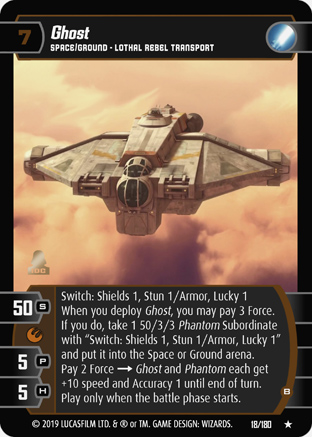 7
Ghost
SPACE/GROUND - LOTHAL REBEL TRANSPORT
50 S
5 P
5 H
Switch: Shields 1, Stun 1/Armor, Lucky 1
When you deploy Ghost, you may pay 3 Force.
If you do, take 1 50/3/3 Phantom Subordinate
with “Switch: Shields 1, Stun 1/Armor, Lucky 1”
and put it into the Space or Ground arena.
Pay 2 Force → Ghost and Phantom each get
+10 speed and Accuracy 1 until end of turn.
Play only when the battle phase starts.
B
© 2019 LUCASFILM LTD. & ® or TM. GAME DESIGN: WIZARDS.
18/180 ★